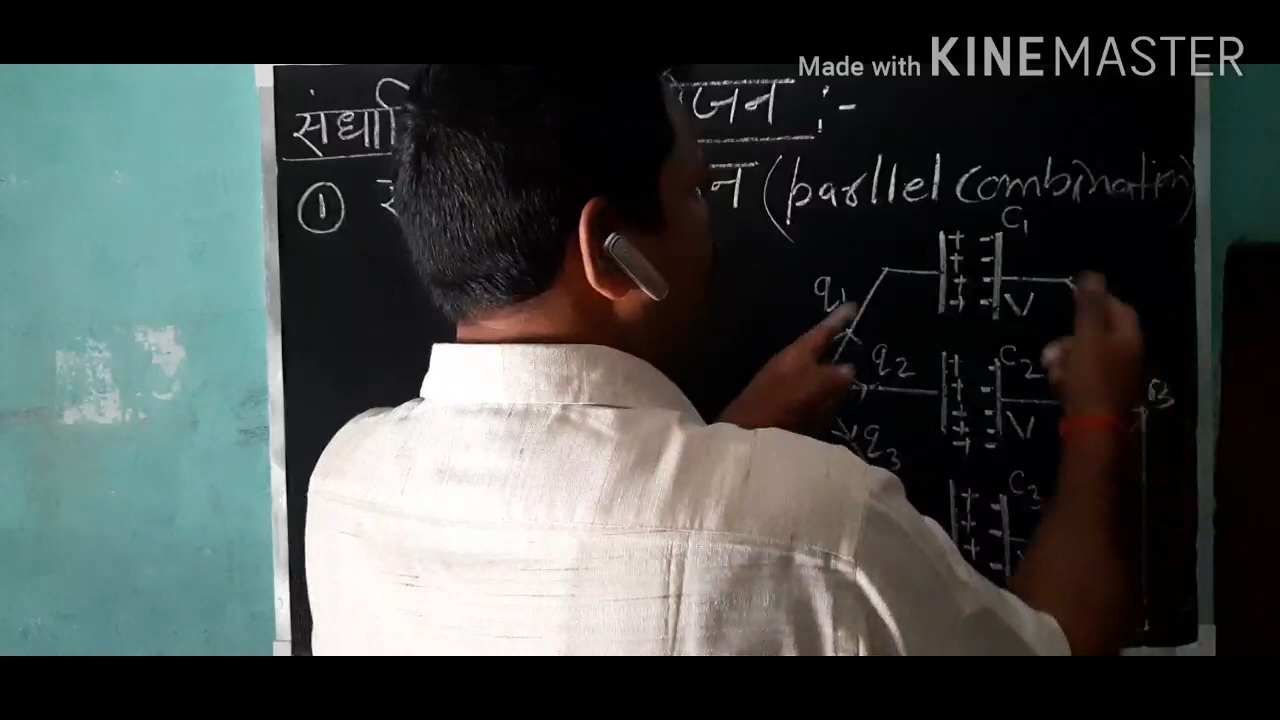 Made with KINEMASTER
जन :-
① (parllel combination)
C₁
q₁
V
q₂
C₂
B
V
q₃
C₃